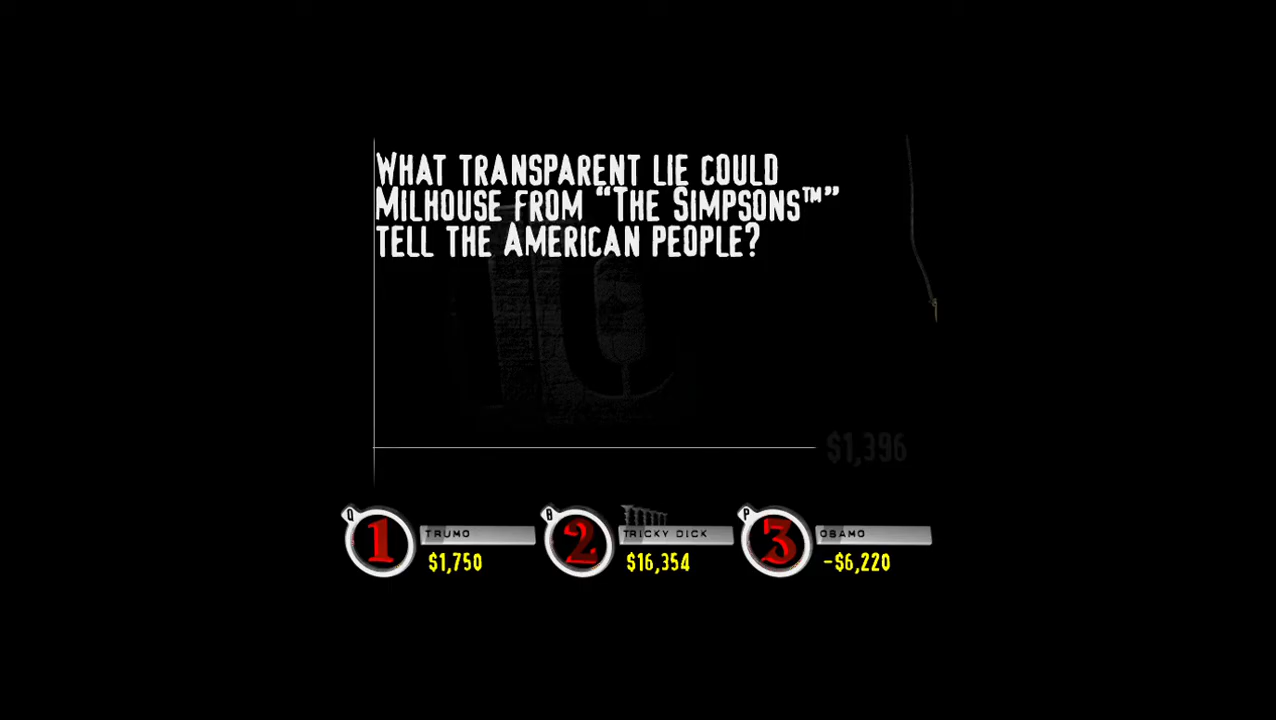 WHAT TRANSPARENT LIE COULD
MILHOUSE FROM “THE SIMPSONS™”
TELL THE AMERICAN PEOPLE?
10
$1,396
Q 1 TRUMO B 2 TRICKY DICK P 3 OBAMO
$1,750 $16,354 -$6,220